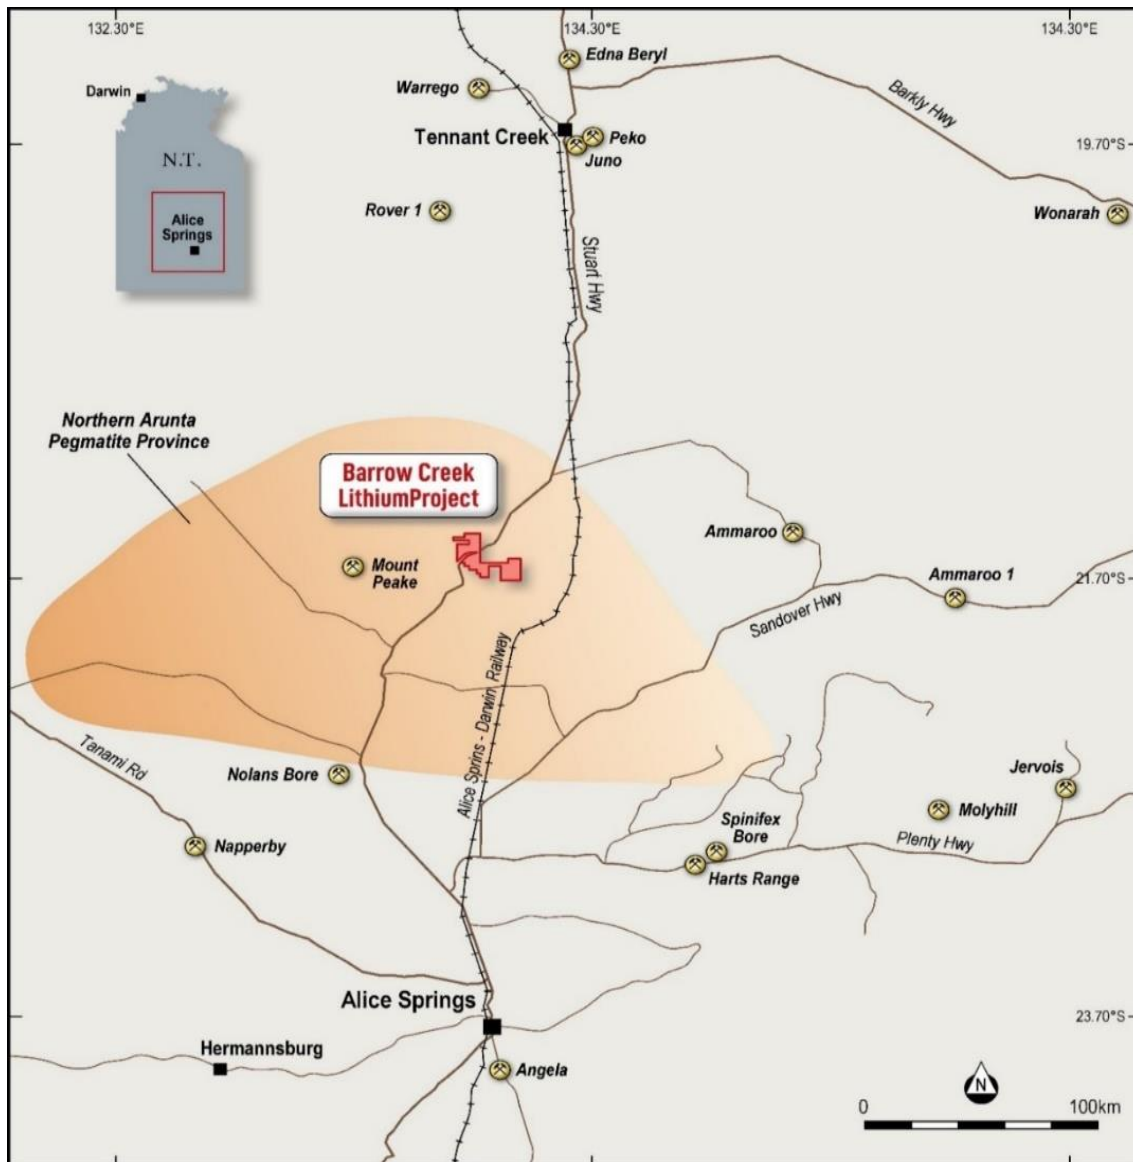 132.30°E
134.30°E
134.30°E
Edna Beryl
Darwin
Warrego
Barkly Hwy
Tennant Creek
Peko
Juno
19.70°S
N.T.
Rover 1
Wonarah
Alice
Springs
Stuart Hwy
Northern Arunta
Pegmatite Province
Barrow Creek
LithiumProject
Ammaroo
Mount
Peake
Ammaroo 1
21.70°S
Sandover Hwy
Alice Sprins - Darwin Railway
Tanami Rd
Nolans Bore
Jervois
Molyhill
Spinifex
Bore
Plenty Hwy
Napperby
Harts Range
Alice Springs
23.70°S
Hermannsburg
Angela
N
0
100km